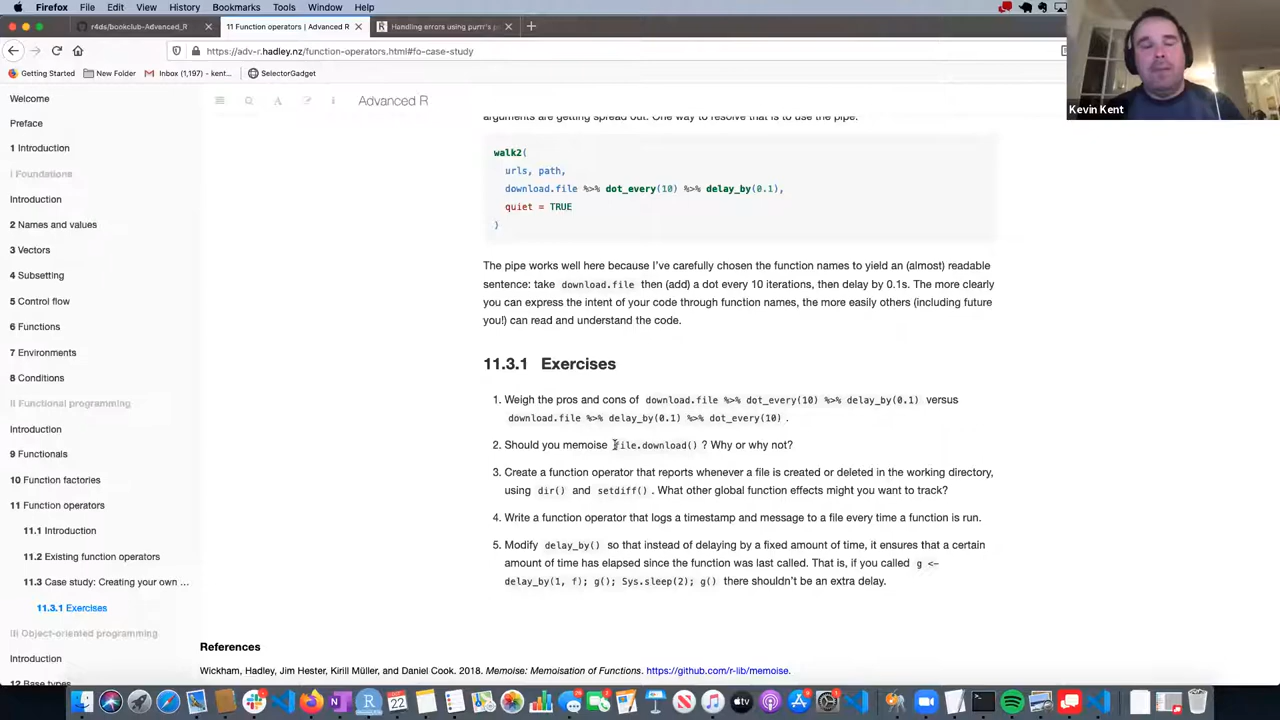 Firefox File Edit View History Bookmarks Tools Window Help
r4ds/bookclub-Advanced_R
11 Function operators | Advanced R
Handling errors using purrr's p
https://adv-r.hadley.nz/function-operators.html#fo-case-study
Getting Started New Folder Inbox (1,197) - kent... SelectorGadget
Kevin Kent
Advanced R
Welcome
Preface
1 Introduction
I Foundations
Introduction
2 Names and values
3 Vectors
4 Subsetting
5 Control flow
6 Functions
7 Environments
8 Conditions
II Functional programming
Introduction
9 Functionals
10 Function factories
11 Function operators
11.1 Introduction
11.2 Existing function operators
11.3 Case study: Creating your own ...
11.3.1 Exercises
III Object-oriented programming
Introduction
12 Base types
arguments are getting spread out. One way to resolve that is to use the pipe:
walk2(
urls, path,
download.file %>% dot_every(10) %>% delay_by(0.1),
quiet = TRUE
)
The pipe works well here because I've carefully chosen the function names to yield an (almost) readable
sentence: take download.file then (add) a dot every 10 iterations, then delay by 0.1s. The more clearly
you can express the intent of your code through function names, the more easily others (including future
you!) can read and understand the code.
11.3.1 Exercises
1. Weigh the pros and cons of download.file %>% dot_every(10) %>% delay_by(0.1) versus
download.file %>% delay_by(0.1) %>% dot_every(10) .
2. Should you memoise file.download() ? Why or why not?
3. Create a function operator that reports whenever a file is created or deleted in the working directory,
using dir() and setdiff() . What other global function effects might you want to track?
4. Write a function operator that logs a timestamp and message to a file every time a function is run.
5. Modify delay_by() so that instead of delaying by a fixed amount of time, it ensures that a certain
amount of time has elapsed since the function was last called. That is, if you called g <-
delay_by(1, f); g(); Sys.sleep(2); g() there shouldn't be an extra delay.
References
Wickham, Hadley, Jim Hester, Kirill Müller, and Daniel Cook. 2018. Memoise: Memoisation of Functions. https://github.com/r-lib/memoise.
22
tv